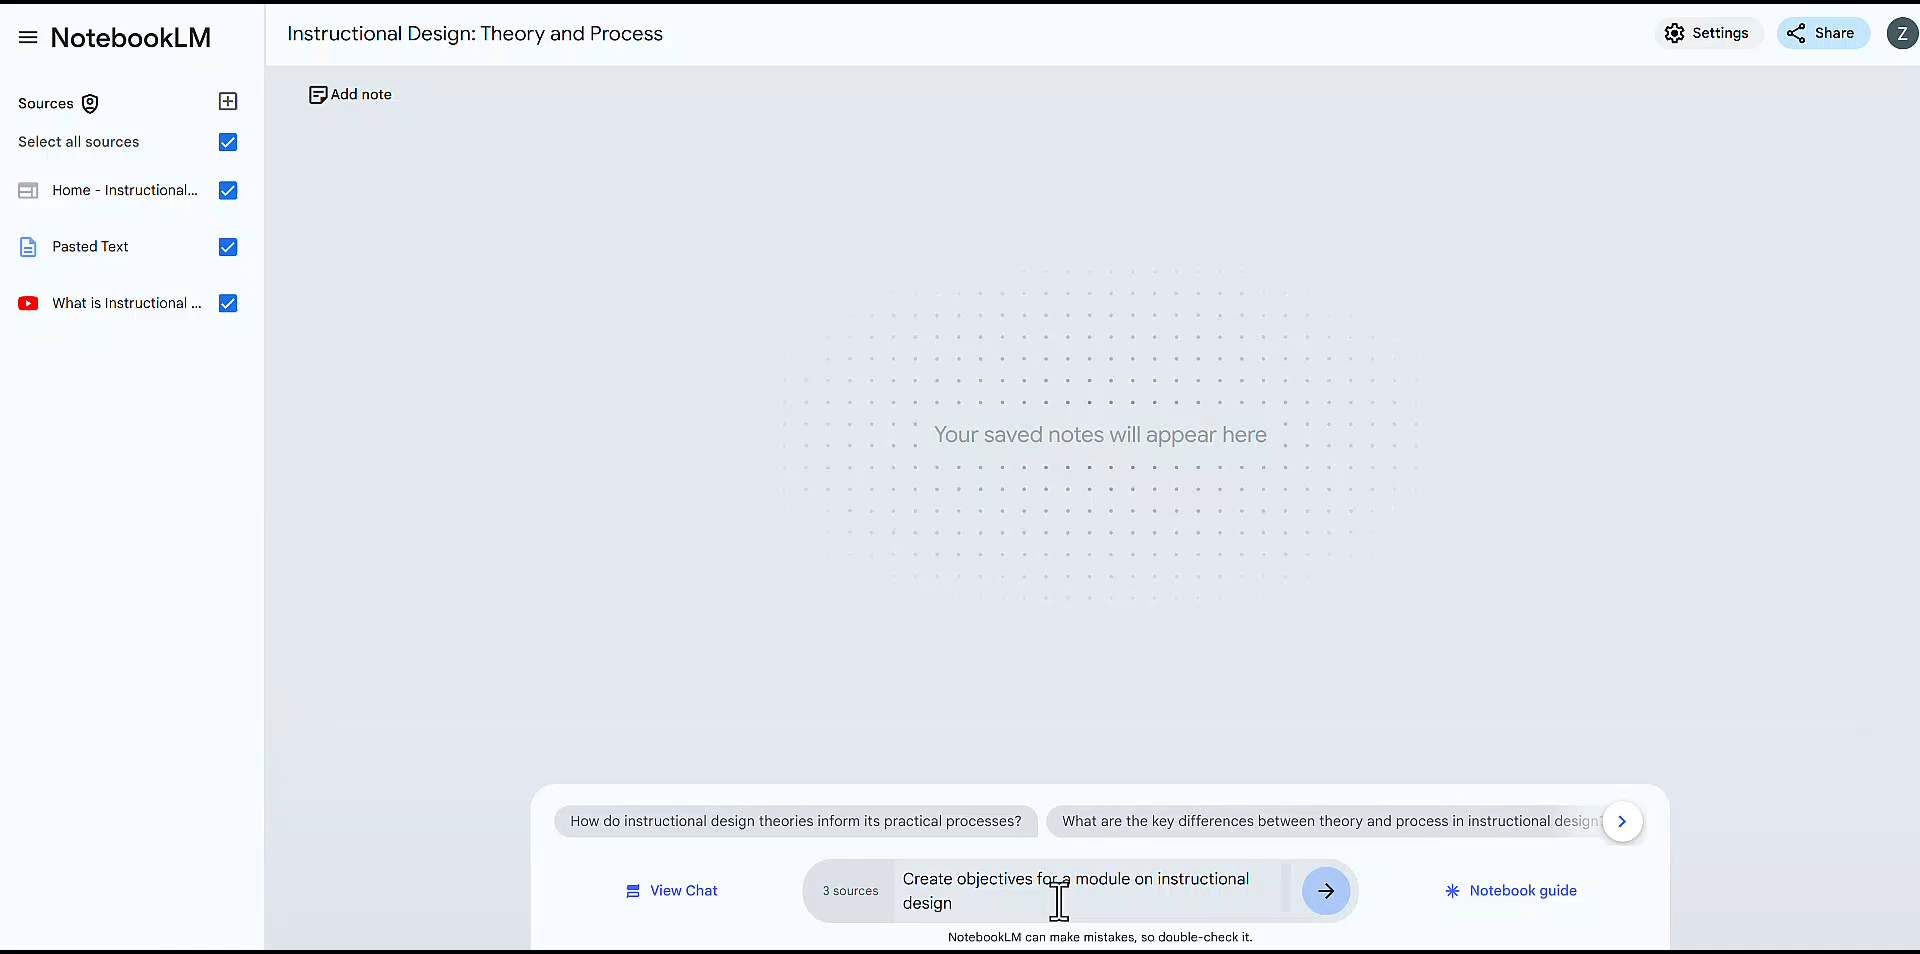 NotebookLM
Instructional Design: Theory and Process
Settings
Share
Z
Sources
Add note
Select all sources
Home - Instructional...
Pasted Text
What is Instructional ...
Your saved notes will appear here
How do instructional design theories inform its practical processes?
What are the key differences between theory and process in instructional design?
View Chat
3 sources
Create objectives for a module on instructional
design
Notebook guide
NotebookLM can make mistakes, so double-check it.